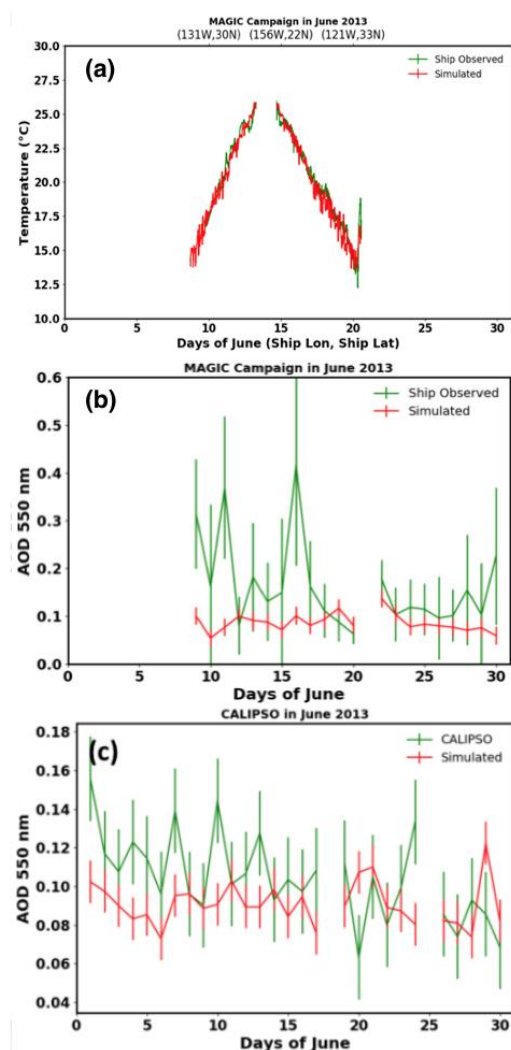 MAGIC Campaign in June 2013
(131W,30N) (156W,22N) (121W,33N)
(a)
Ship Observed
Simulated
Temperature (°C)
30.0
27.5
25.0
22.5
20.0
17.5
15.0
12.5
10.0
0 5 10 15 20 25 30
Days of June (Ship Lon, Ship Lat)
MAGIC Campaign in June 2013
(b)
Ship Observed
Simulated
AOD 550 nm
0.6
0.5
0.4
0.3
0.2
0.1
0.0
0 5 10 15 20 25 30
Days of June
CALIPSO in June 2013
(c)
CALIPSO
Simulated
AOD 550 nm
0.18
0.16
0.14
0.12
0.10
0.08
0.06
0.04
0 5 10 15 20 25 30
Days of June